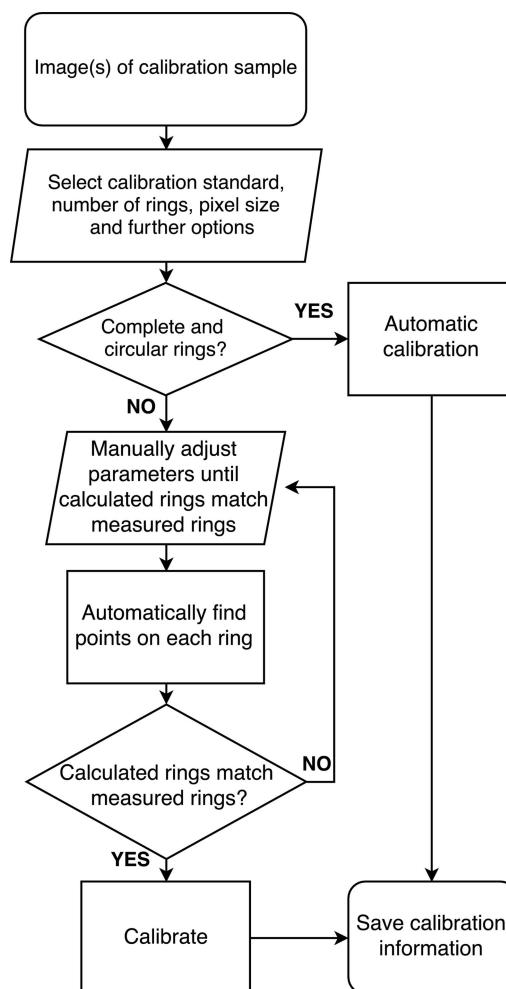 Image(s) of calibration sample
Select calibration standard,
number of rings, pixel size
and further options
Complete and
circular rings?
YES
Automatic
calibration
NO
Manually adjust
parameters until
calculated rings match
measured rings
Automatically find
points on each ring
Calculated rings match
measured rings?
NO
YES
Calibrate
Save calibration
information